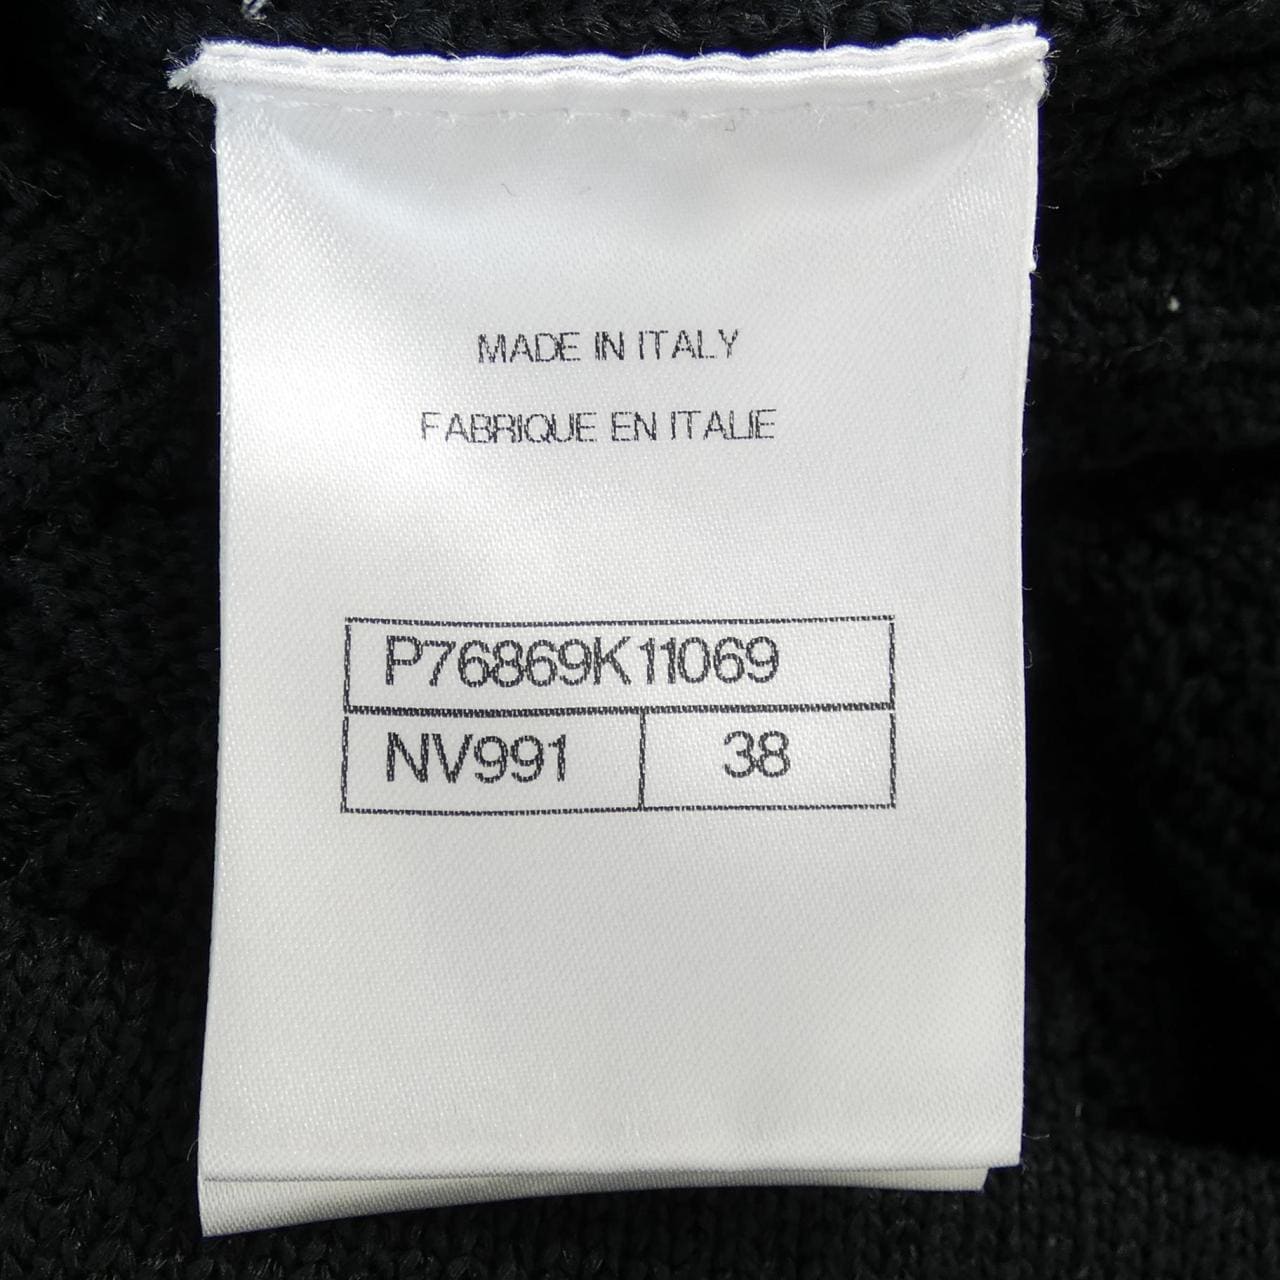 MADE IN ITALY
FABRIQUE EN ITALIE
P76869K11069
NV991 38